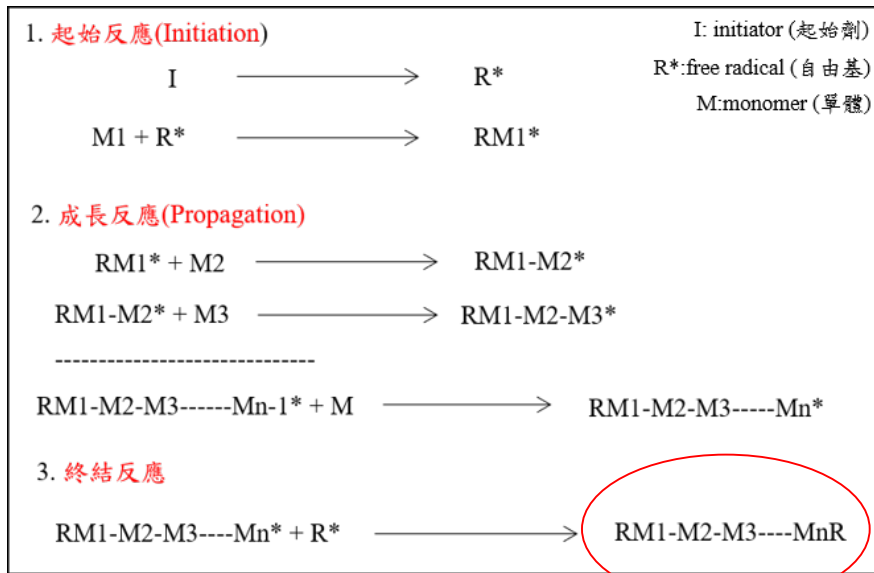 1. 起始反應(Initiation)
I: initiator (起始劑)
R*:free radical (自由基)
M:monomer (單體)
I ⟶ R*
M1 + R* ⟶ RM1*
2. 成長反應(Propagation)
RM1* + M2 ⟶ RM1-M2*
RM1-M2* + M3 ⟶ RM1-M2-M3*
-----------------------------
RM1-M2-M3------Mn-1* + M ⟶ RM1-M2-M3-----Mn*
3. 終結反應
RM1-M2-M3----Mn* + R* ⟶ RM1-M2-M3----MnR